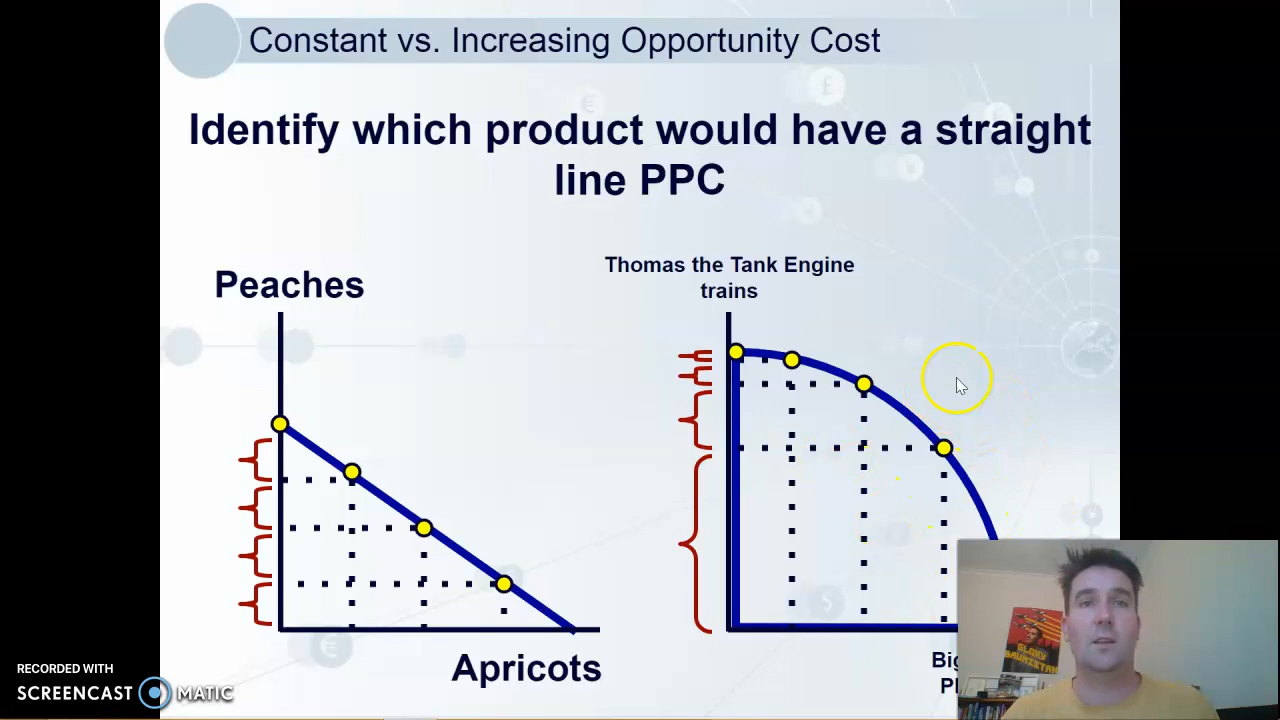 Constant vs. Increasing Opportunity Cost
Identify which product would have a straight
line PPC
Peaches
Thomas the Tank Engine
trains
Apricots
RECORDED WITH
SCREENCAST MATIC
GLORY